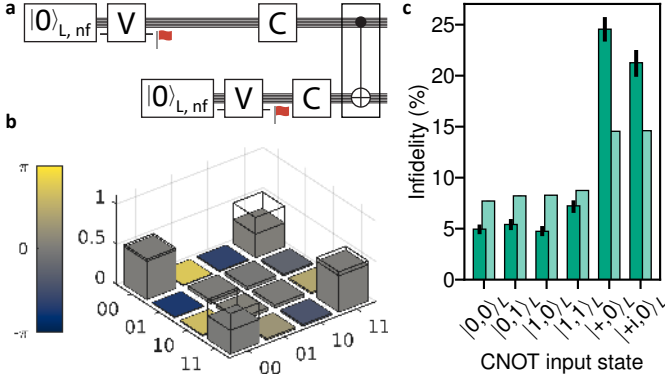 a
|0⟩L, nf
V
C
|0⟩L, nf
V
C
b
π
0
-π
1
0.5
0
00
01
10
11
00
01
10
11
c
25
20
15
10
5
0
Infidelity (%)
|0,0⟩L
|0,1⟩L
|1,0⟩L
|1,1⟩L
|+,0⟩L
|+i,0⟩L
CNOT input state